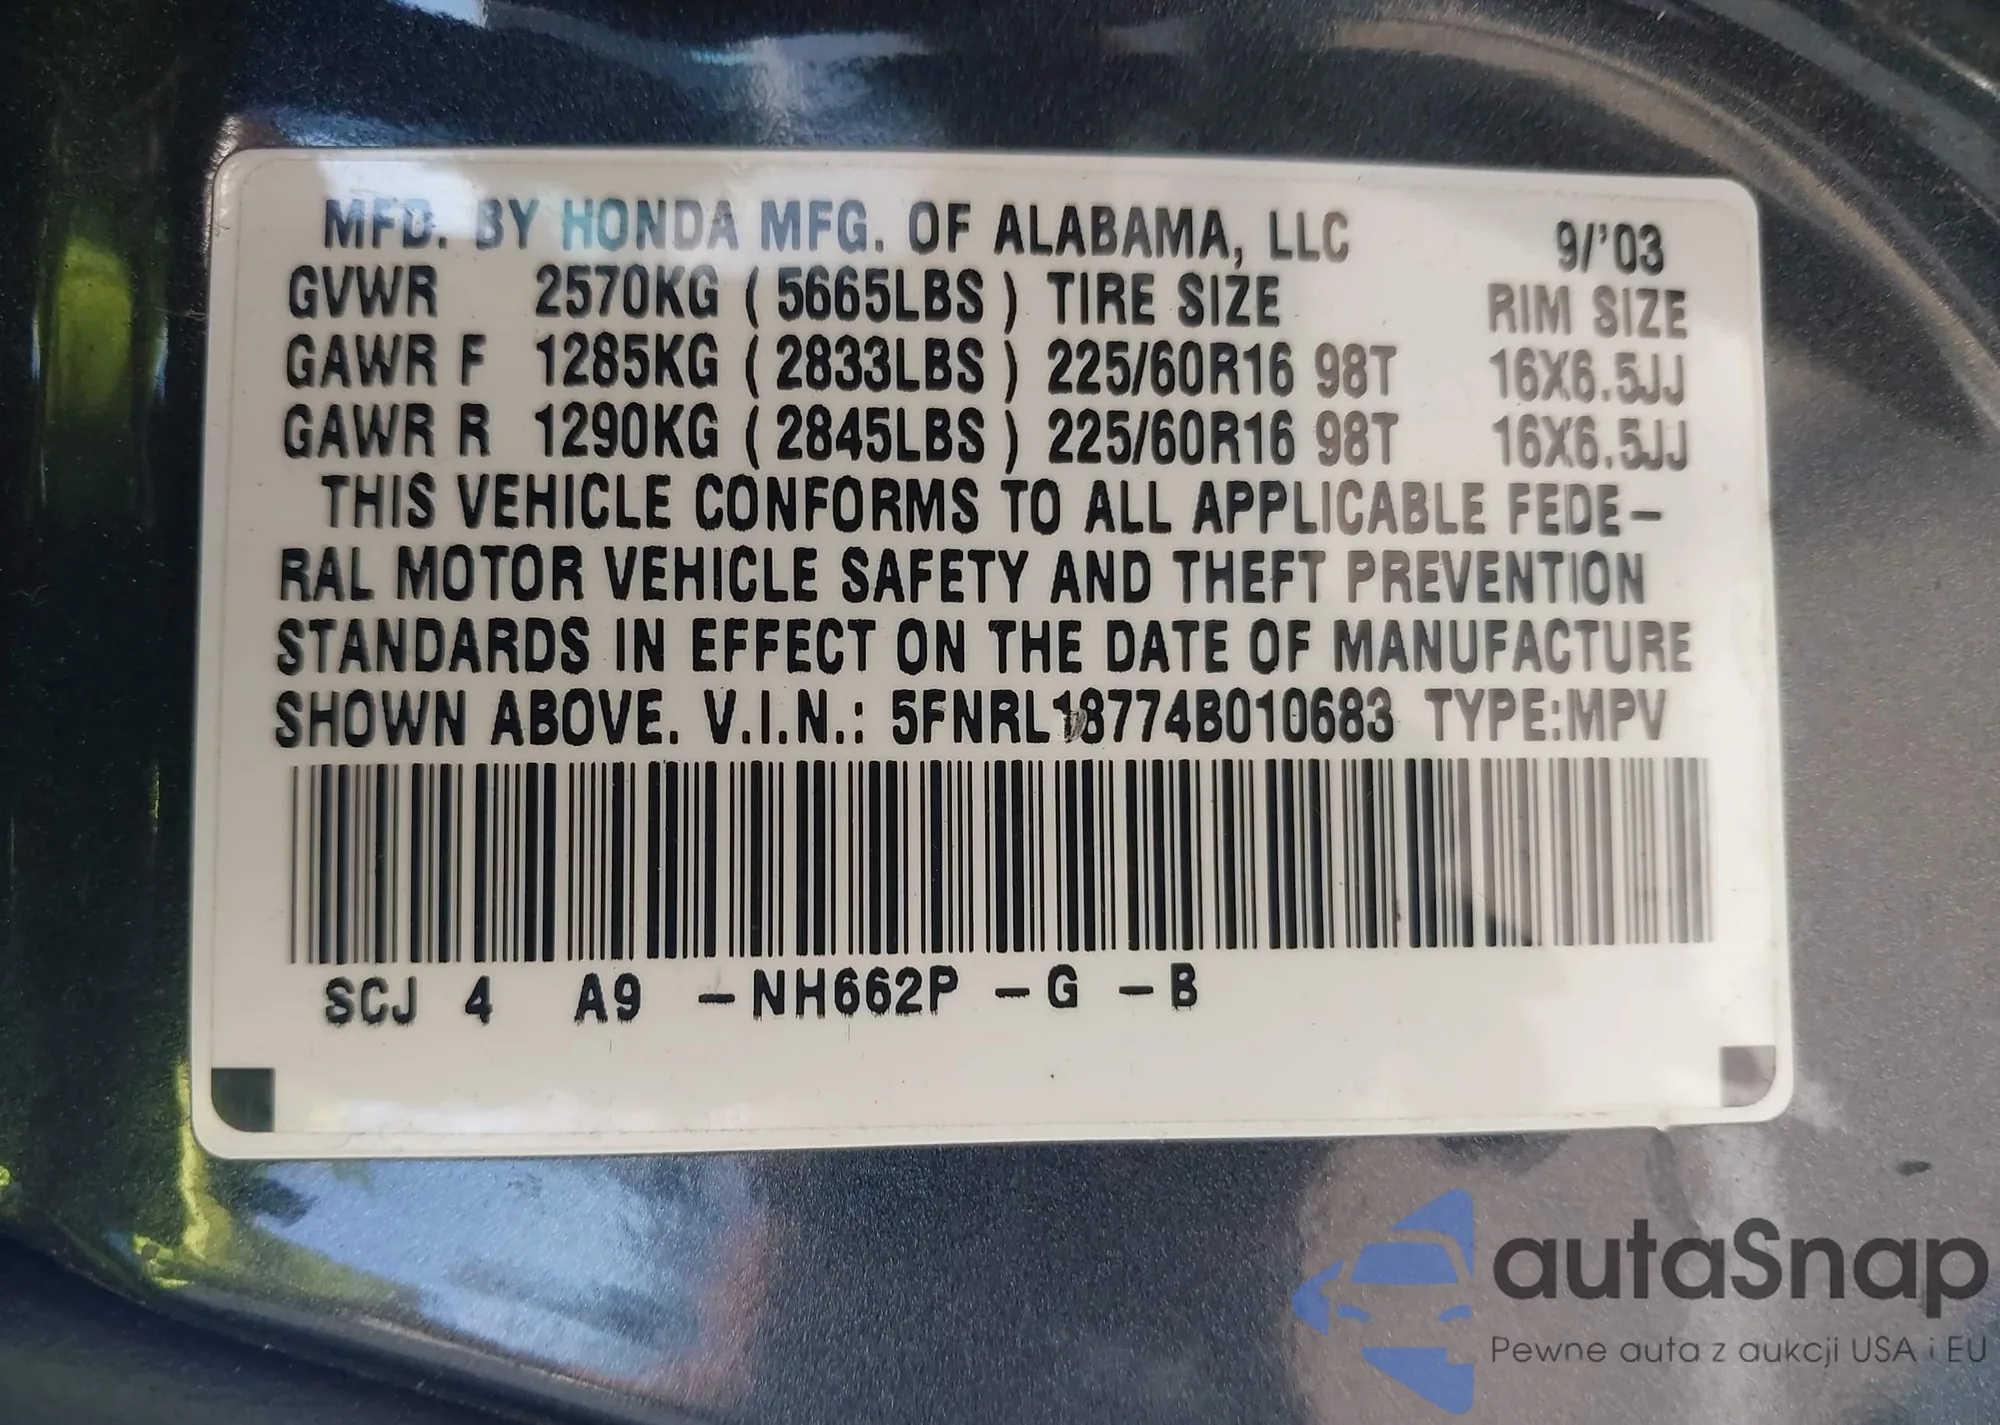 MFD. BY HONDA MFG. OF ALABAMA, LLC 9/'03
GVWR 2570KG (5665LBS) TIRE SIZE RIM SIZE
GAWR F 1285KG (2833LBS) 225/60R16 98T 16X6.5JJ
GAWR R 1290KG (2845LBS) 225/60R16 98T 16X6.5JJ
THIS VEHICLE CONFORMS TO ALL APPLICABLE FEDE-
RAL MOTOR VEHICLE SAFETY AND THEFT PREVENTION
STANDARDS IN EFFECT ON THE DATE OF MANUFACTURE
SHOWN ABOVE. V.I.N.: 5FNRL18774B010683 TYPE:MPV
SCJ 4 A9 -NH662P -G -B
autaSnap
Pewne auta z aukcji USA i EU